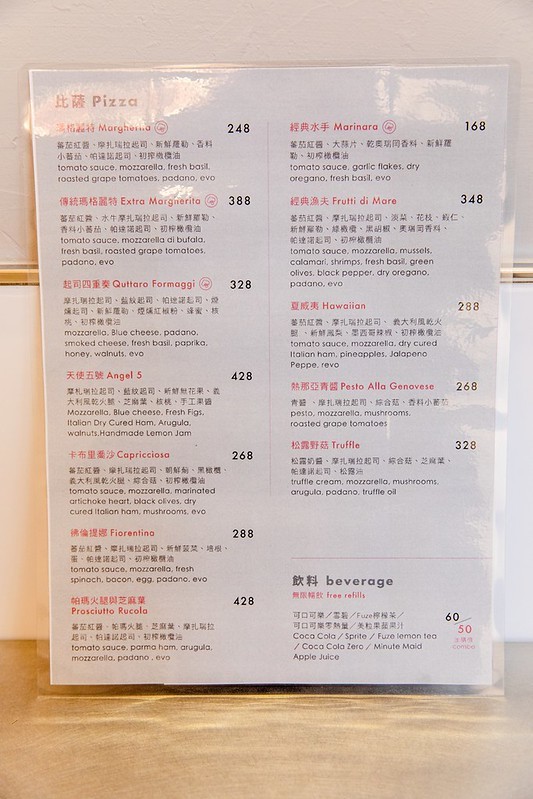 比薩 Pizza
瑪格麗特 Margherita 248
蕃茄紅醬、摩扎瑞拉起司、新鮮羅勒、香料
小蕃茄、帕達諾起司、初榨橄欖油
tomato sauce, mozzarella, fresh basil,
roasted grape tomatoes, padano, evo
傳統瑪格麗特 Extra Margherita 388
蕃茄紅醬、水牛摩扎瑞拉起司、新鮮羅勒、
香料小蕃茄、帕達諾起司、初榨橄欖油
tomato sauce, mozzarella di bufala,
fresh basil, roasted grape tomatoes,
padano, evo
起司四重奏 Quttaro Formaggi 328
摩扎瑞拉起司、藍紋起司、帕達諾起司、煙
燻起司、新鮮羅勒、煙燻紅椒粉、蜂蜜、核
桃、初榨橄欖油
mozzarella, Blue cheese, padano,
smoked cheese, fresh basil, paprika,
honey, walnuts, evo
天使五號 Angel 5 428
摩札瑞拉起司、藍紋起司、新鮮無花果、義
大利風乾火腿、芝麻葉、核桃、手工果醬
Mozzarella, Blue cheese, Fresh Figs,
Italian Dry Cured Ham, Arugula,
walnuts,Handmade Lemon Jam
卡布里喬沙 Capricciosa 268
蕃茄紅醬、摩扎瑞拉起司、朝鮮薊、黑橄欖、
義大利風乾火腿、綜合菇、初榨橄欖油
tomato sauce, mozzarella, marinated
artichoke heart, black olives, dry
cured Italian ham, mushrooms, evo
佛倫提娜 Fiorentina 288
蕃茄紅醬、摩扎瑞拉起司、新鮮菠菜、培根、
蛋、帕達諾起司、初榨橄欖油
tomato sauce, mozzarella, fresh
spinach, bacon, egg, padano, evo
帕瑪火腿與芝麻葉 428
Prosciutto Rucola
蕃茄紅醬、帕瑪火腿、芝麻葉、摩扎瑞拉
起司、帕達諾起司、初榨橄欖油
tomato sauce, parma ham, arugula,
mozzarella, padano , evo
經典水手 Marinara 168
蕃茄紅醬、大蒜片、乾奧瑞岡香料、新鮮羅
勒、初榨橄欖油
tomato sauce, garlic flakes, dry
oregano, fresh basil, evo
經典漁夫 Frutti di Mare 348
蕃茄紅醬、摩扎瑞拉起司、淡菜、花枝、蝦仁、
新鮮羅勒、綠橄欖、黑胡椒、奧瑞岡香料、
帕達諾起司、初榨橄欖油
tomato sauce, mozzarella, mussels,
calamari, shrimps, fresh basil, green
olives, black pepper, dry oregano,
padano, evo
夏威夷 Hawaiian 288
蕃茄紅醬、摩扎瑞拉起司、 義大利風乾火
腿 、新鮮鳳梨、墨西哥辣椒、初榨橄欖油
tomato sauce, mozzarella, dry cured
Italian ham, pineapples, Jalapeno
Peppe, revo
熱那亞青醬 Pesto Alla Genovese 268
青醬 、摩扎瑞拉起司、綜合菇、香料小蕃茄
pesto, mozzarella, mushrooms,
roasted grape tomatoes
松露野菇 Truffle 328
松露奶醬、摩扎瑞拉起司、綜合菇、芝麻葉、
帕達諾起司、松露油
truffle cream, mozzarella, mushrooms,
arugula, padano, truffle oil
飲料 beverage
無限暢飲 free refills
可口可樂／雪碧／Fuze檸檬茶／ 60/
可口可樂零熱量／美粒果蘋果汁 50
Coca Cola / Sprite / Fuze lemon tea
/ Coca Cola Zero / Minute Maid combo
Apple Juice